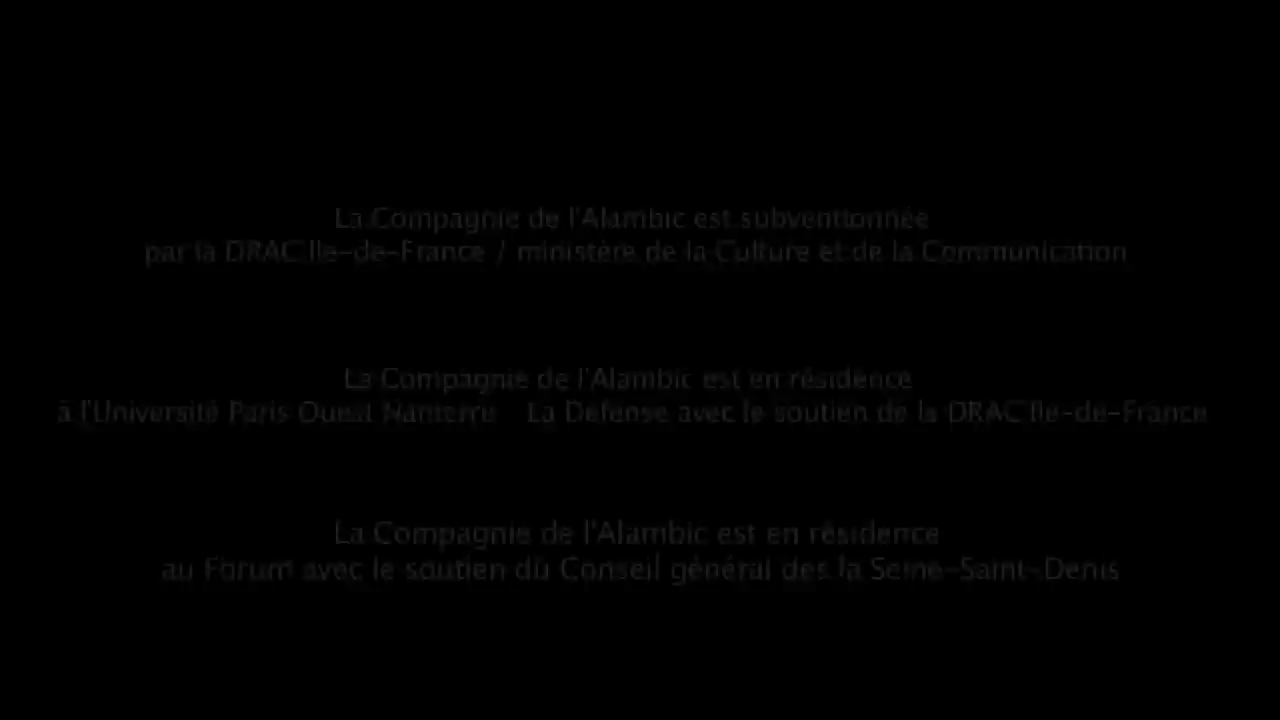 La Compagnie de l'Alambic est subventionnée
par la DRAC Ile-de-France / ministère de la Culture et de la Communication
La Compagnie de l'Alambic est en résidence
à l'Université Paris Ouest Nanterre La Défense avec le soutien de la DRAC Ile-de-France
La Compagnie de l'Alambic est en résidence
au Forum avec le soutien du Conseil général des la Seine-Saint-Denis